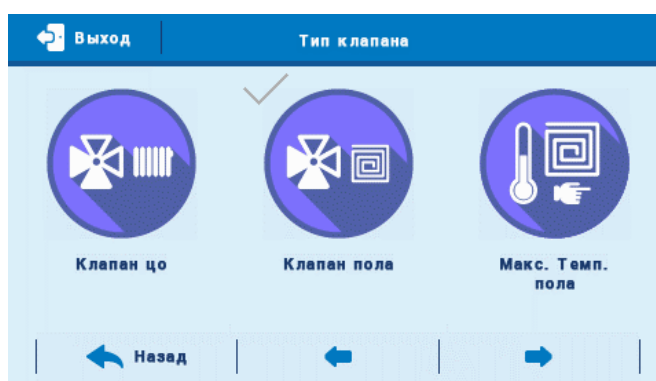 Выход
Тип клапана
Клапан цо
Клапан пола
Макс. Темп.
пола
Назад